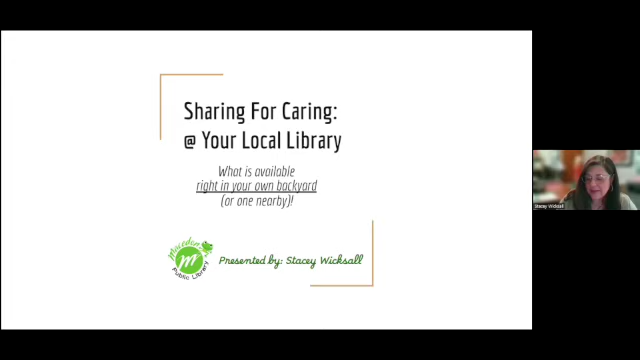 Sharing For Caring:
@ Your Local Library
What is available
right in your own backyard
(or one nearby)!
Macedon
m
Public Library
Presented by: Stacey Wicksall
Stacey Wicksall